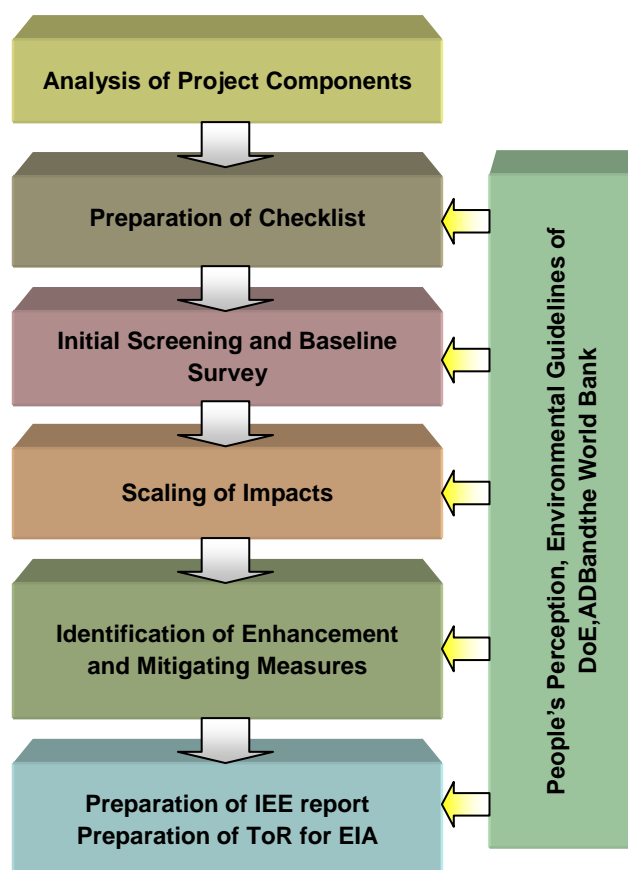 Analysis of Project Components
Preparation of Checklist
Initial Screening and Baseline
Survey
Scaling of Impacts
Identification of Enhancement
and Mitigating Measures
Preparation of IEE report
Preparation of ToR for EIA
People’s Perception, Environmental Guidelines of
DoE,ADBandthe World Bank